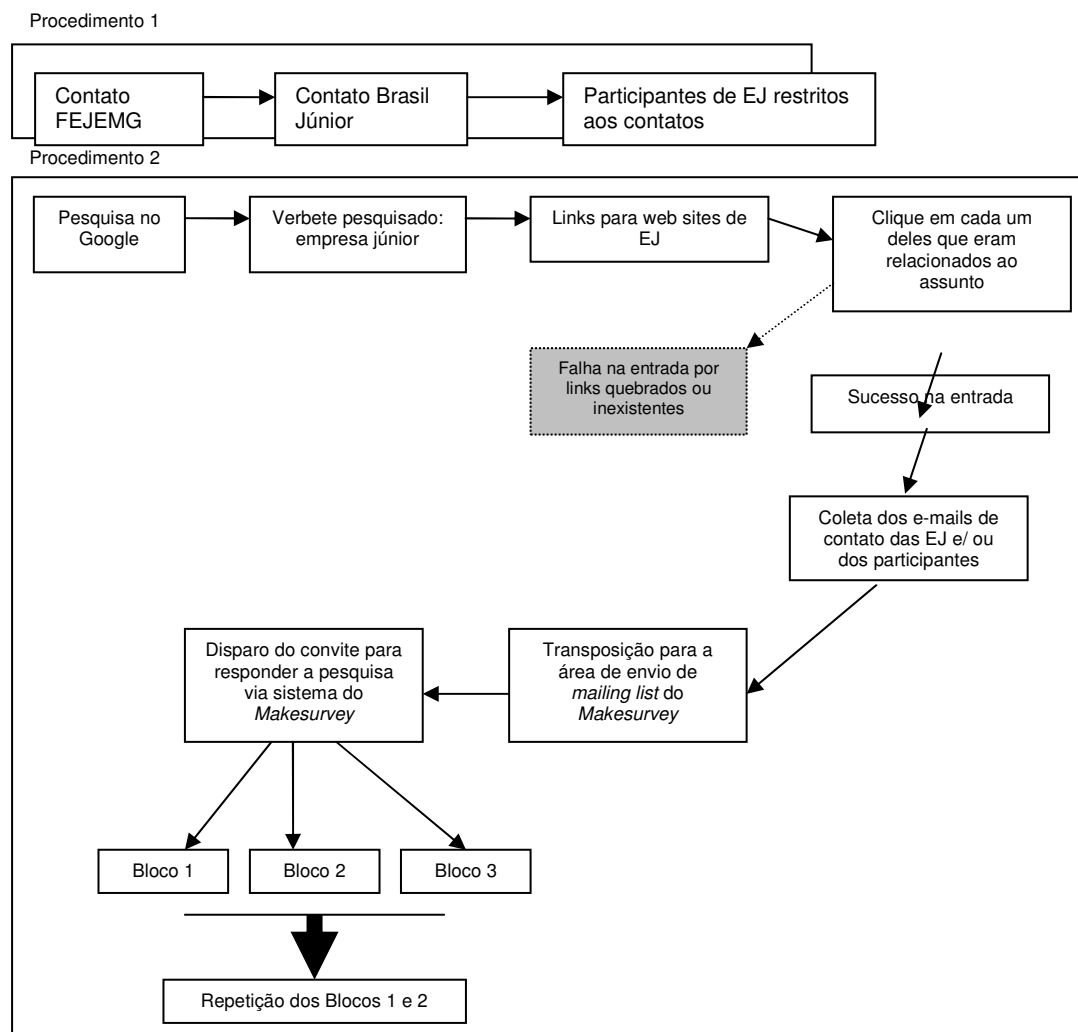 Procedimento 1
Contato
FEJEMG
Contato Brasil
Júnior
Participantes de EJ restritos
aos contatos
Procedimento 2
Pesquisa no
Google
Verbete pesquisado:
empresa júnior
Links para web sites de
EJ
Clique em cada um
deles que eram
relacionados ao
assunto
Falha na entrada por
links quebrados ou
inexistentes
Sucesso na entrada
Coleta dos e-mails de
contato das EJ e/ ou
dos participantes
Disparo do convite para
responder a pesquisa
via sistema do
Makesurvey
Transposição para a
área de envio de
mailing list do
Makesurvey
Bloco 1
Bloco 2
Bloco 3
Repetição dos Blocos 1 e 2